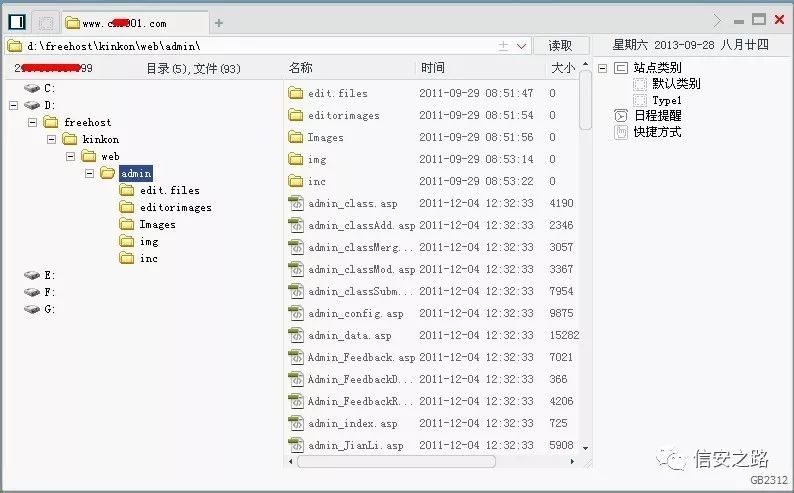 www.c 001.com
d:\freehost\kinkon\web\admin\ 读取 星期六 2013-09-28 八月廿四
2 99 目录(5),文件(93) 名称 时间 大小
C:
D:
freehost
kinkon
web
admin
edit.files
editorimages
Images
img
inc
E:
F:
G:
edit.files 2011-09-29 08:51:47 0
editorimages 2011-09-29 08:51:54 0
Images 2011-09-29 08:51:56 0
img 2011-09-29 08:53:14 0
inc 2011-09-29 08:53:22 0
admin_class.asp 2011-12-04 12:32:33 4190
admin_classAdd.asp 2011-12-04 12:32:33 2346
admin_classMerg... 2011-12-04 12:32:33 3057
admin_classMod.asp 2011-12-04 12:32:33 3367
admin_classSubm... 2011-12-04 12:32:33 7954
admin_config.asp 2011-12-04 12:32:33 9875
admin_data.asp 2011-12-04 12:32:33 15282
Admin_Feedback.asp 2011-12-04 12:32:33 7021
Admin_FeedbackD... 2011-12-04 12:32:33 366
Admin_FeedbackR... 2011-12-04 12:32:33 4206
admin_index.asp 2011-12-04 12:32:33 725
admin_JianLi.asp 2011-12-04 12:32:33 5908
站点类别
默认类别
Type1
日程提醒
快捷方式
信安之路
GB2312